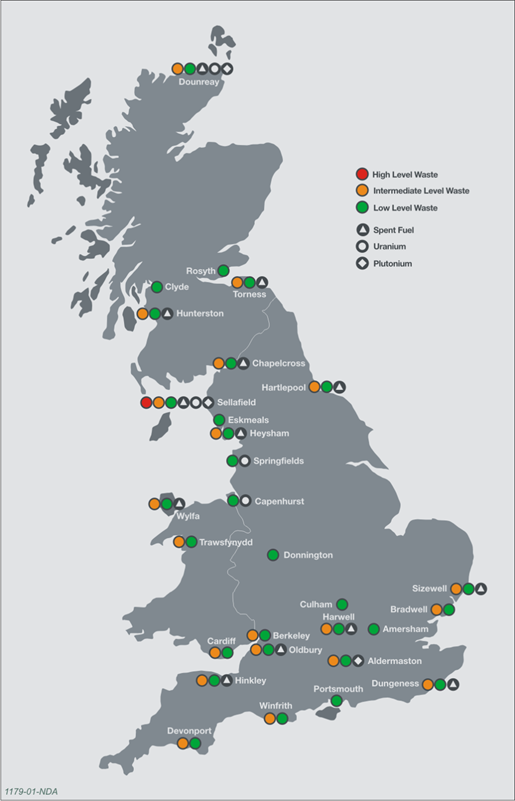 Dounreay
High Level Waste
Intermediate Level Waste
Low Level Waste
Spent Fuel
Uranium
Plutonium
Rosyth
Clyde
Torness
Hunterston
Chapelcross
Hartlepool
Sellafield
Eskmeals
Heysham
Springfields
Capenhurst
Wylfa
Trawsfynydd
Donnington
Sizewell
Culham
Bradwell
Harwell
Amersham
Berkeley
Cardiff
Oldbury
Aldermaston
Hinkley
Dungeness
Portsmouth
Winfrith
Devonport
1179-01-NDA